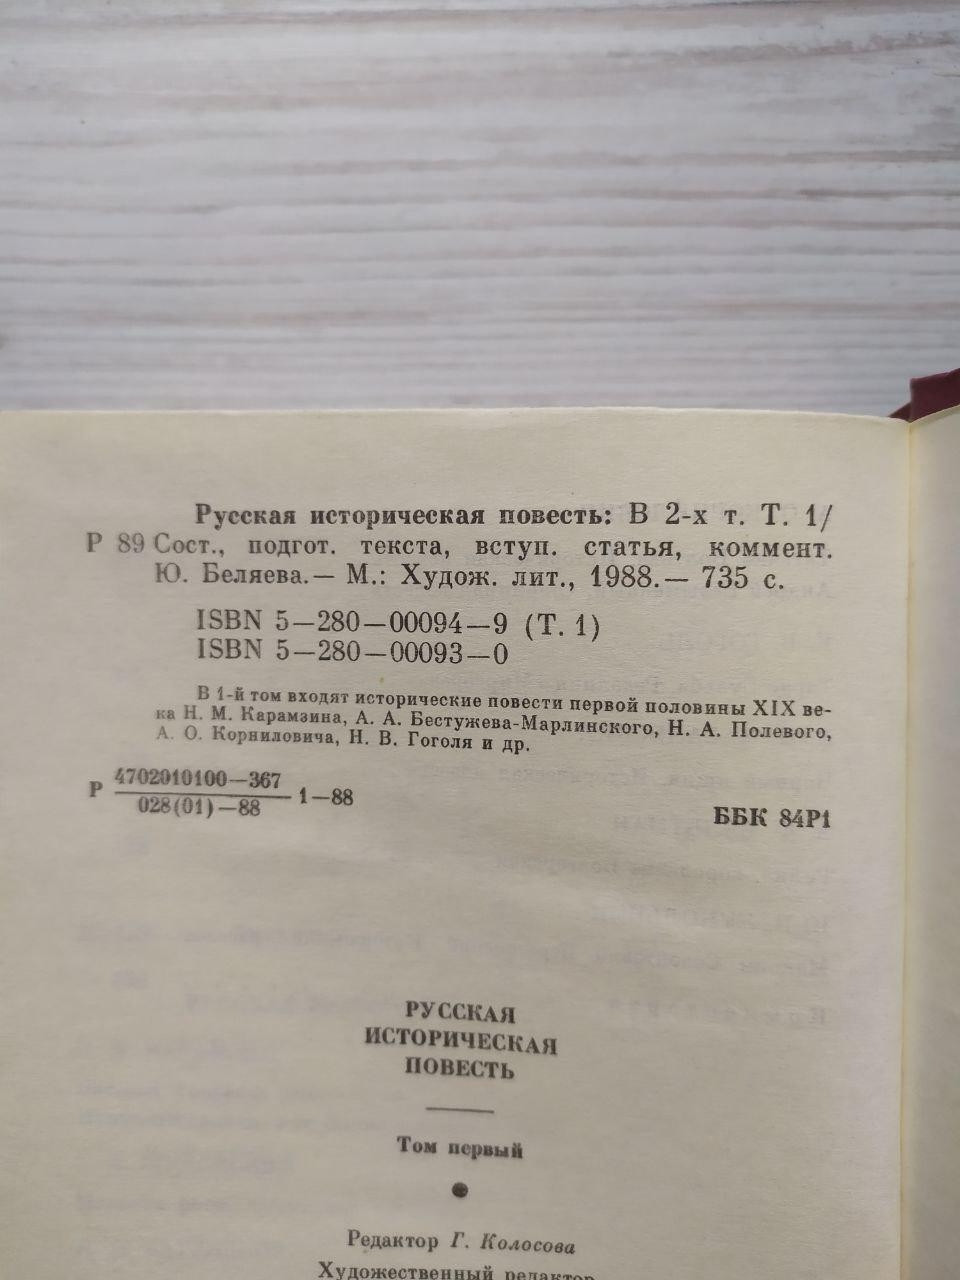 Русская историческая повесть: В 2-х т. Т. 1/
Р 89 Сост., подгот. текста, вступ. статья, коммент.
Ю. Беляева.— М.: Худож. лит., 1988.— 735 с.
ISBN 5—280—00094—9 (Т. 1)
ISBN 5—280—00093—0
В 1-й том входят исторические повести первой половины XIX ве-
ка Н. М. Карамзина, А. А. Бестужева-Марлинского, Н. А. Полевого,
А. О. Корниловича, Н. В. Гоголя и др.
4702010100—367
Р 1—88
028(01)—88
ББК 84Р1
РУССКАЯ
ИСТОРИЧЕСКАЯ
ПОВЕСТЬ
Том первый
Редактор Г. Колосова
Художественный редактор